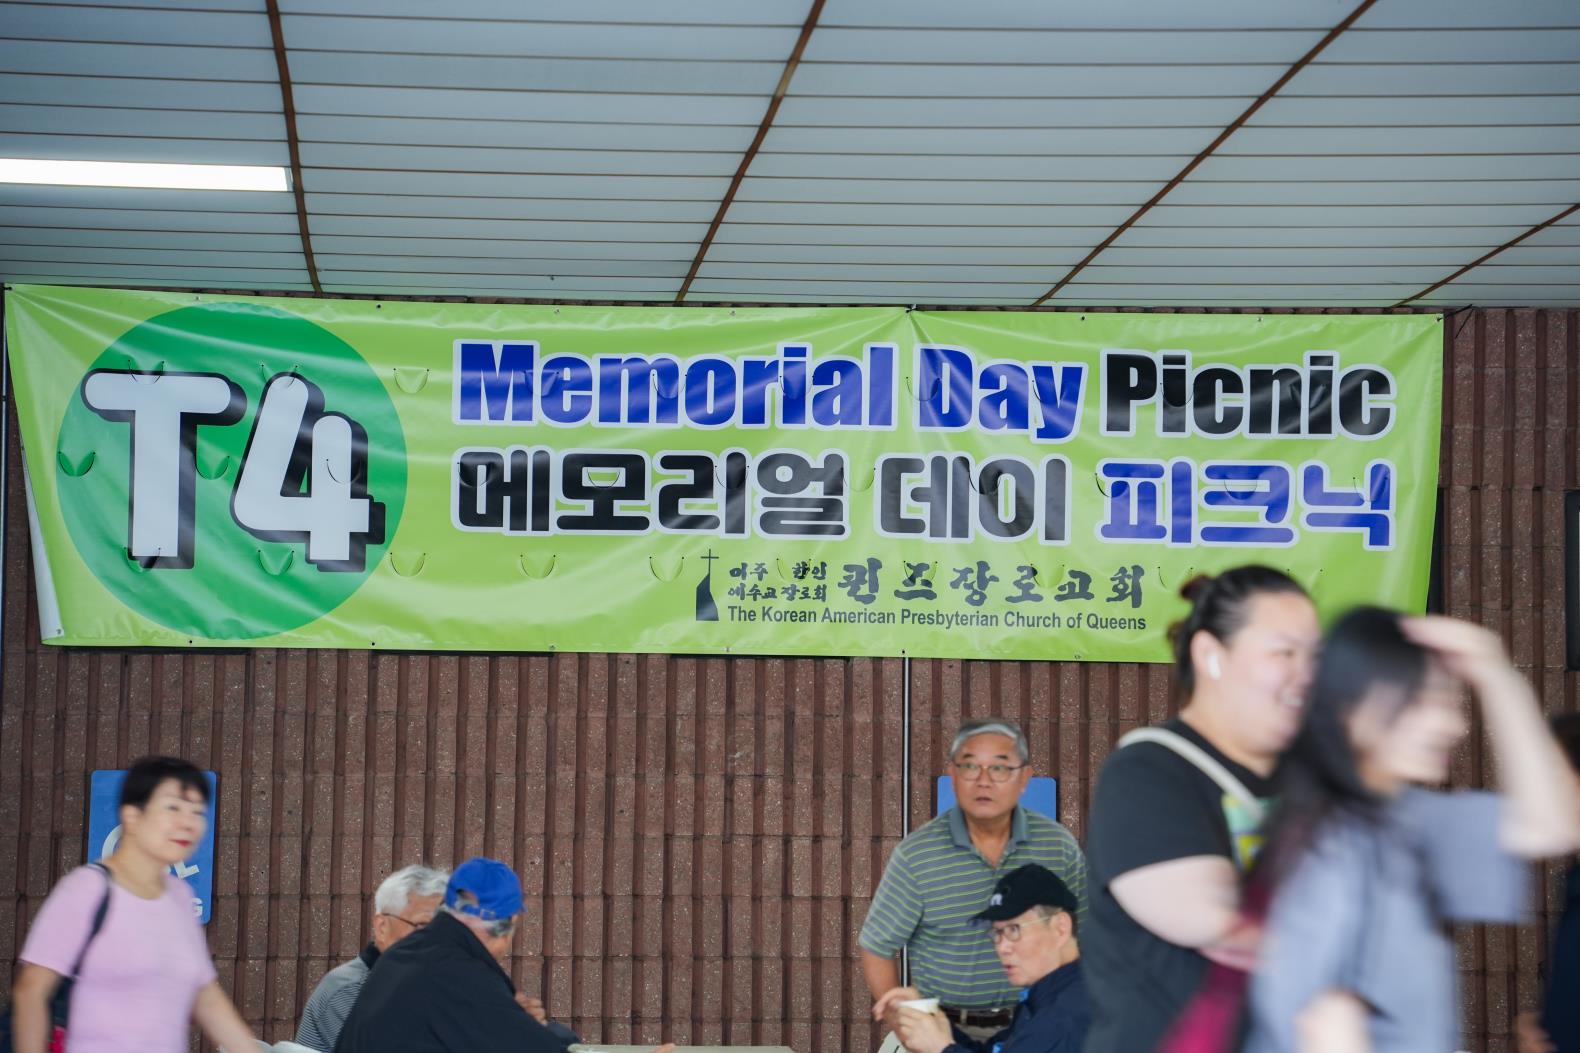 T4
Memorial Day Picnic
메모리얼 데이 피크닉
미주 한인
예수교장로회
퀸즈장로교회
The Korean American Presbyterian Church of Queens